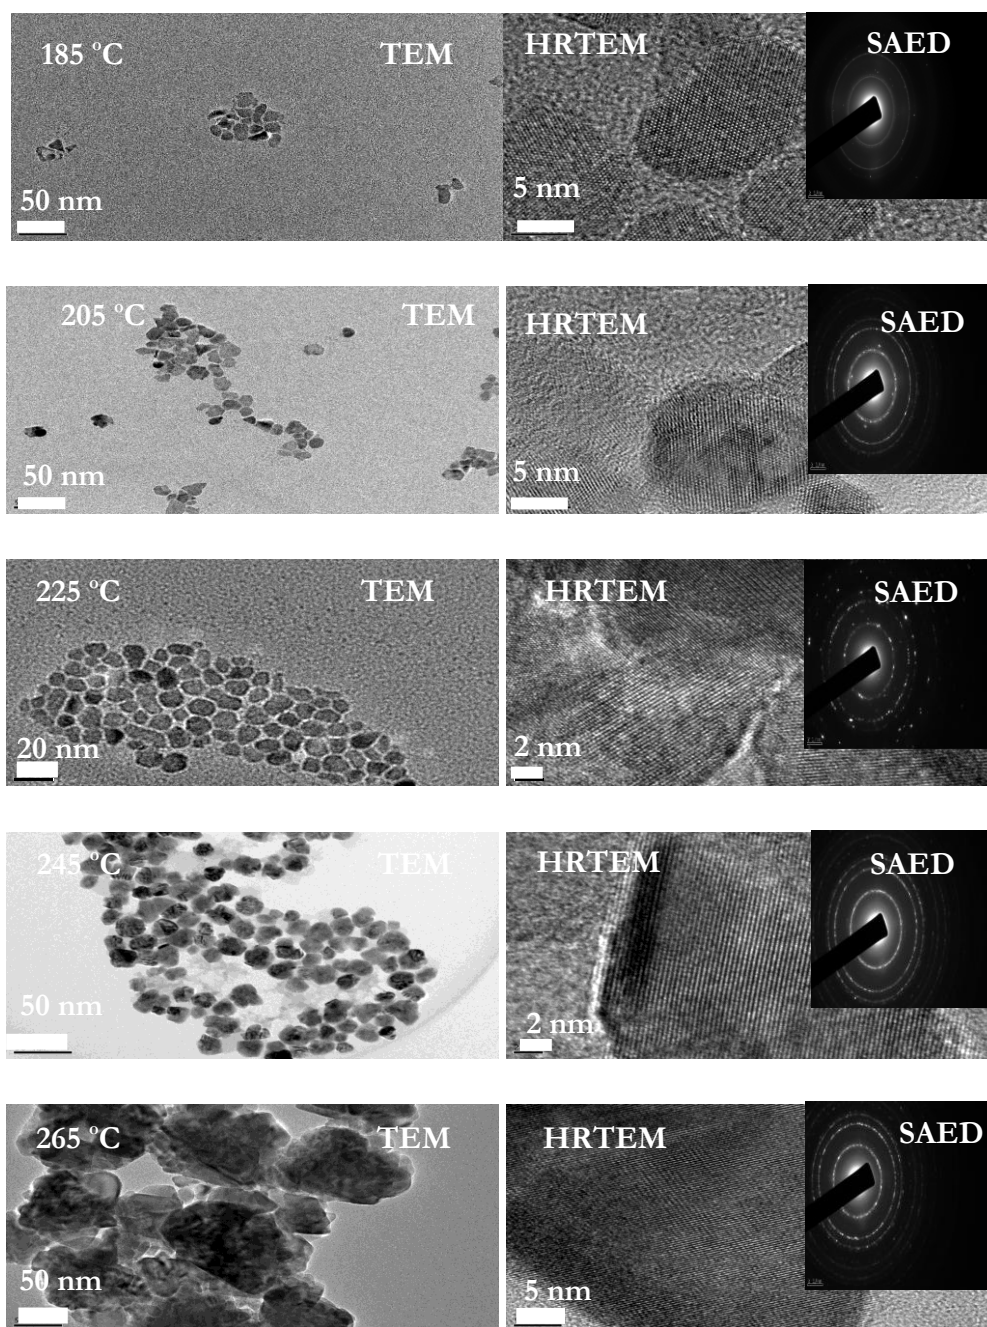 185 °C TEM HRTEM SAED
50 nm 5 nm
205 °C TEM HRTEM SAED
50 nm 5 nm
225 °C TEM HRTEM SAED
20 nm 2 nm
245 °C TEM HRTEM SAED
50 nm 2 nm
265 °C TEM HRTEM SAED
50 nm 5 nm